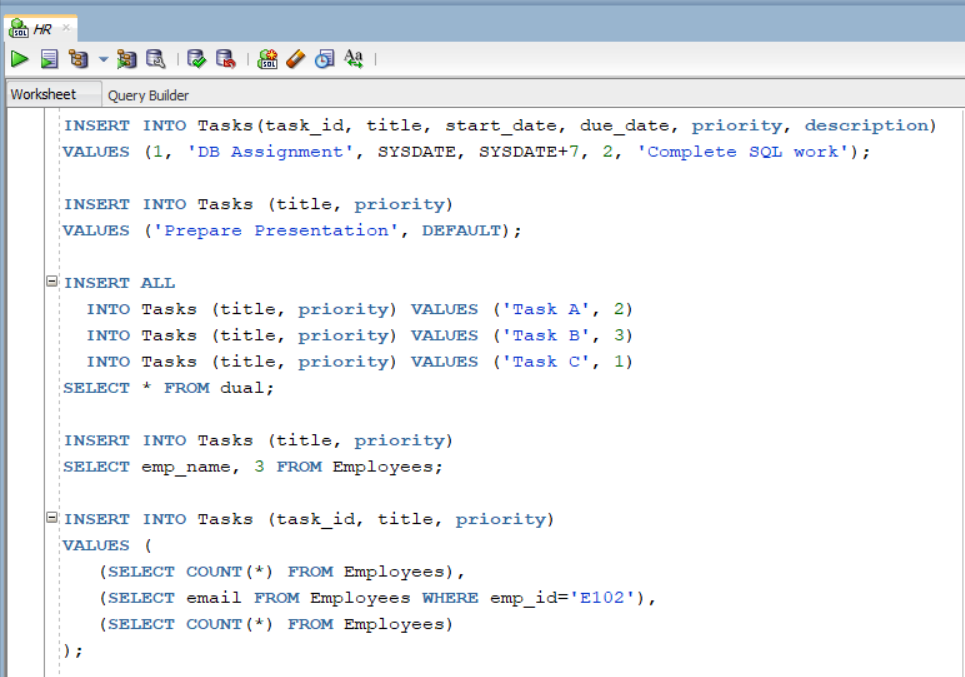 HR
Aa
Worksheet Query Builder
INSERT INTO Tasks(task_id, title, start_date, due_date, priority, description)
VALUES (1, 'DB Assignment', SYSDATE, SYSDATE+7, 2, 'Complete SQL work');
INSERT INTO Tasks (title, priority)
VALUES ('Prepare Presentation', DEFAULT);
INSERT ALL
INTO Tasks (title, priority) VALUES ('Task A', 2)
INTO Tasks (title, priority) VALUES ('Task B', 3)
INTO Tasks (title, priority) VALUES ('Task C', 1)
SELECT * FROM dual;
INSERT INTO Tasks (title, priority)
SELECT emp_name, 3 FROM Employees;
INSERT INTO Tasks (task_id, title, priority)
VALUES (
(SELECT COUNT(*) FROM Employees),
(SELECT email FROM Employees WHERE emp_id='E102'),
(SELECT COUNT(*) FROM Employees)
);